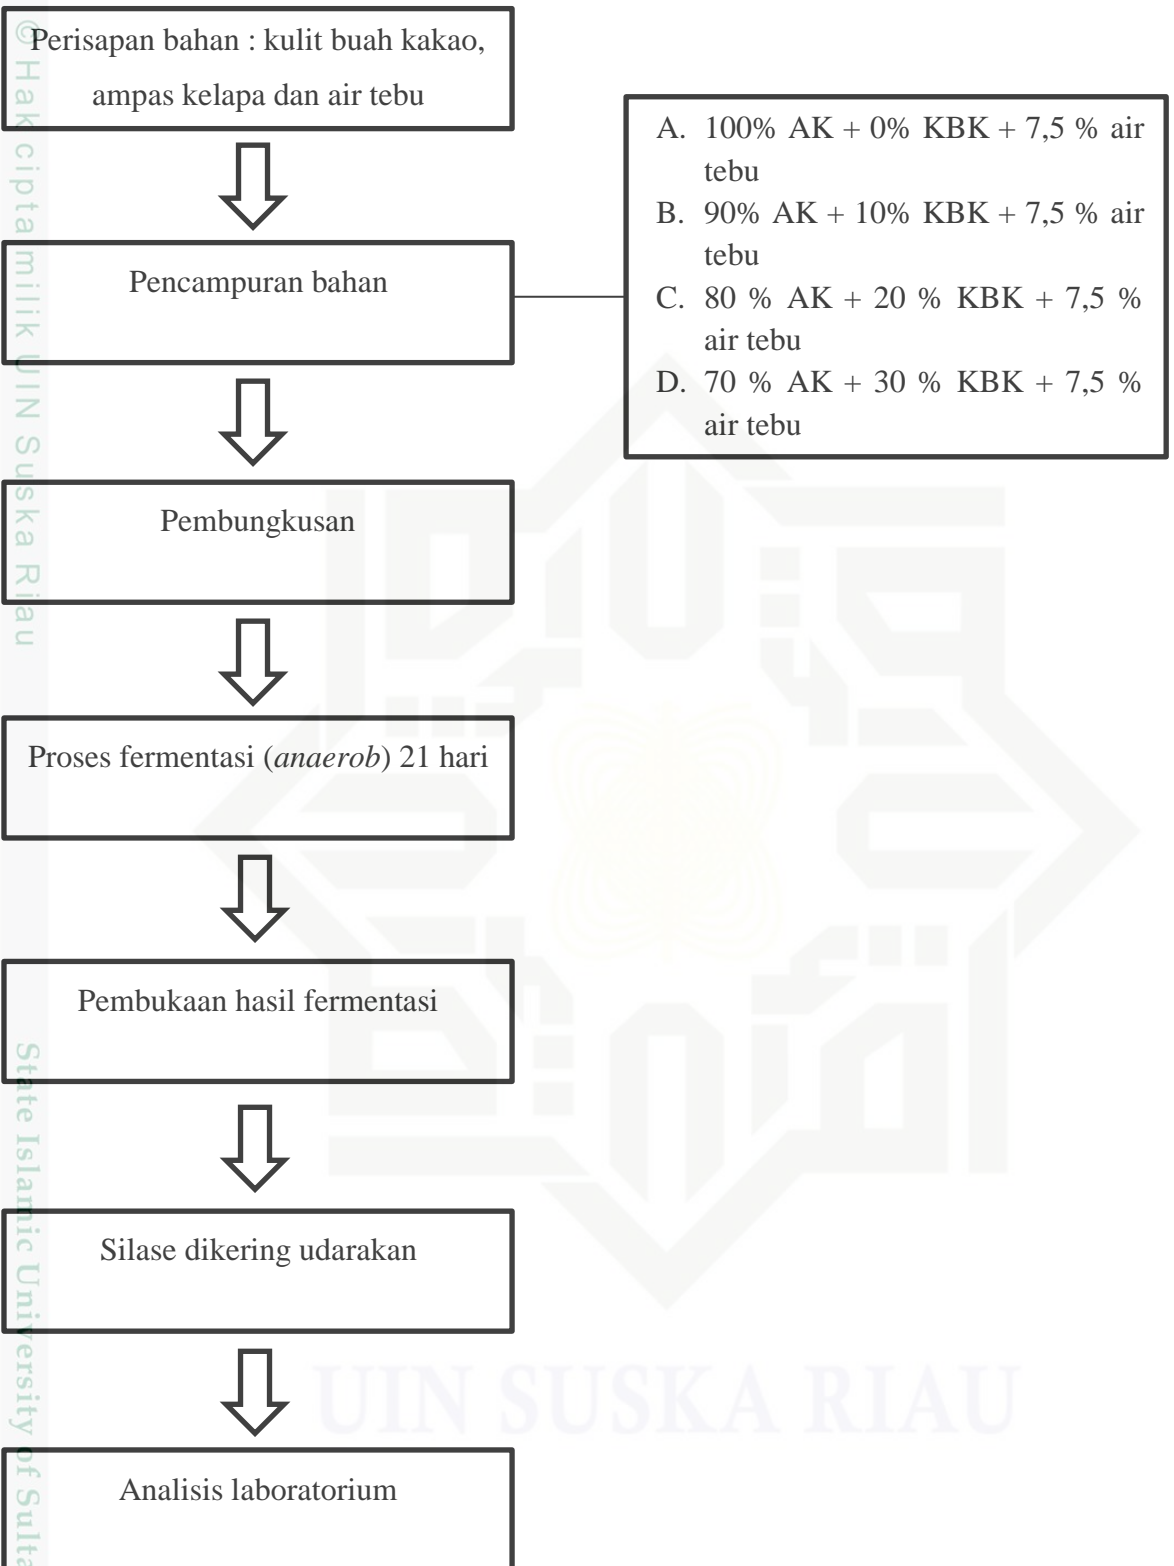 © Hak cipta milik UIN Suska Riau
Perisapan bahan : kulit buah kakao,
ampas kelapa dan air tebu
A. 100% AK + 0% KBK + 7,5 % air
tebu
B. 90% AK + 10% KBK + 7,5 % air
tebu
C. 80 % AK + 20 % KBK + 7,5 %
air tebu
D. 70 % AK + 30 % KBK + 7,5 %
air tebu
Pencampuran bahan
Pembungkusan
Proses fermentasi (anaerob) 21 hari
Pembukaan hasil fermentasi
Silase dikering udarakan
Analisis laboratorium
State Islamic University of Sulta
UIN SUSKA RIAU